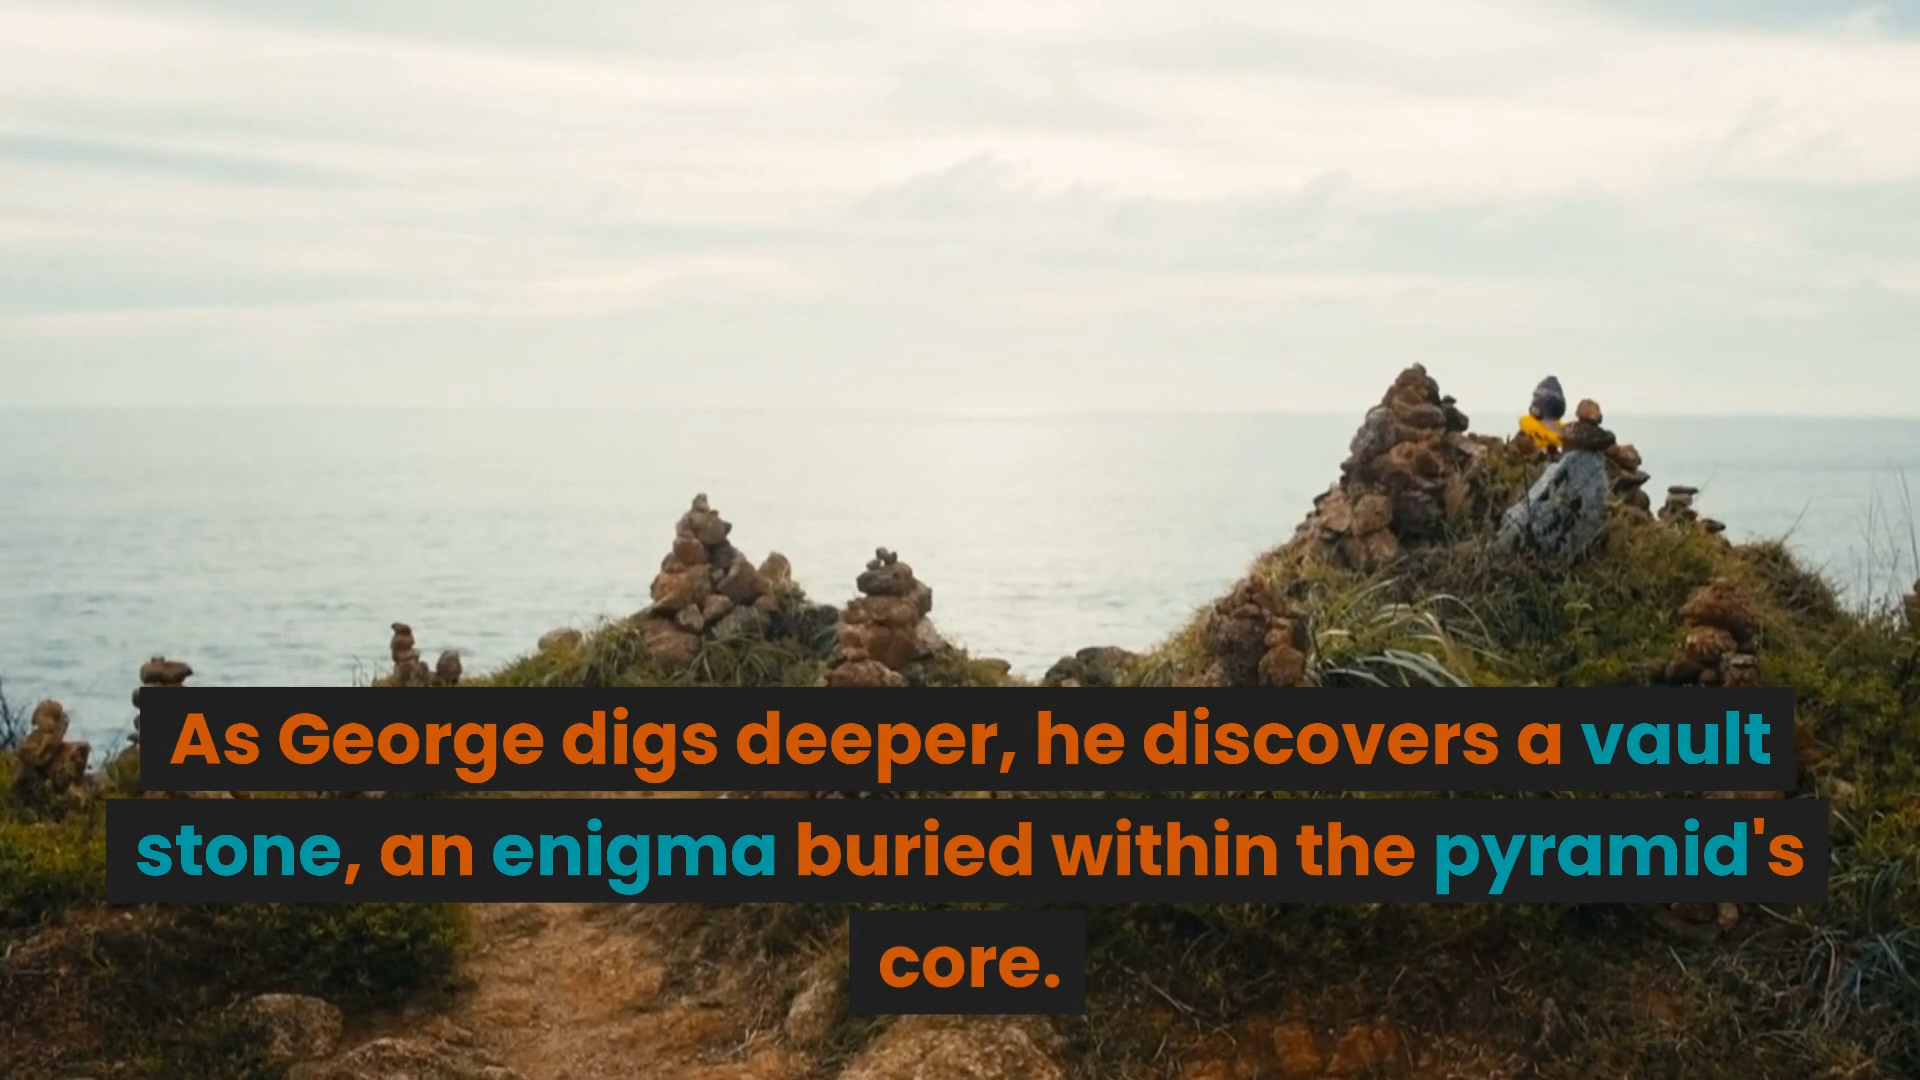 As George digs deeper, he discovers a vault
stone, an enigma buried within the pyramid's
core.